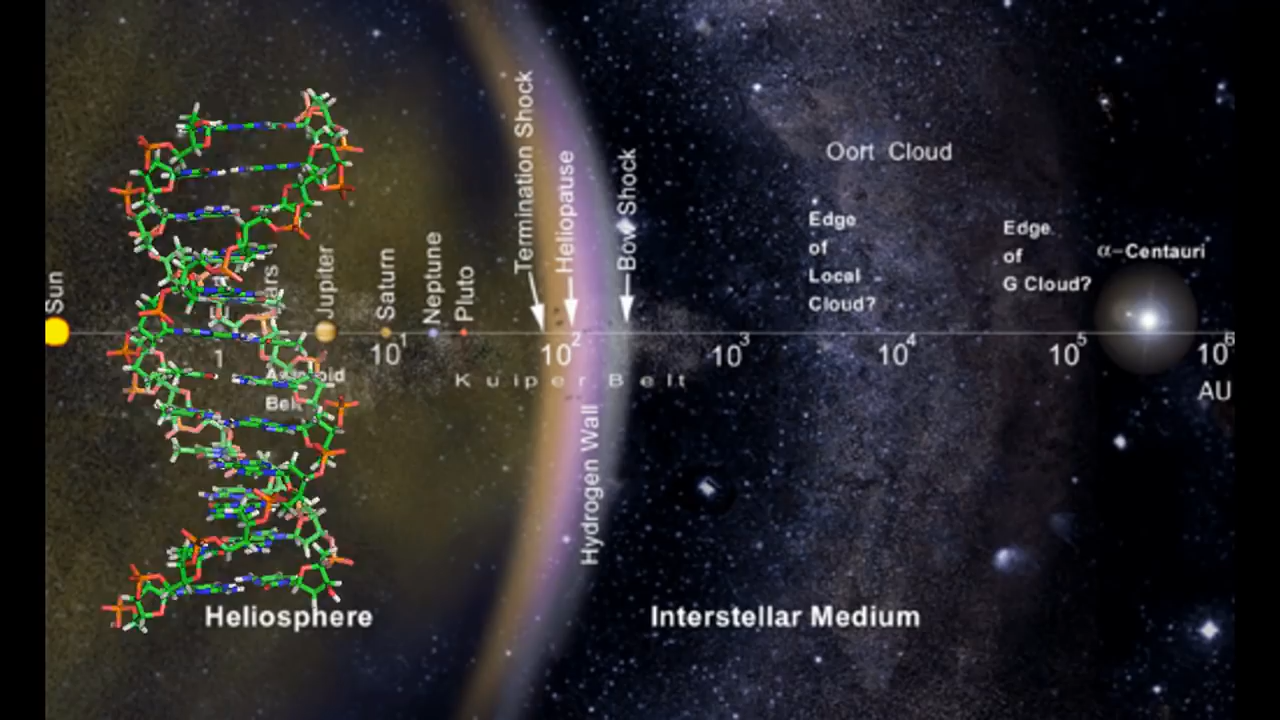 Sun
Jupiter
Saturn
Neptune
Pluto
Termination Shock
Heliopause
Bow Shock
Oort Cloud
Edge
of
Local
Cloud?
Edge
of
G Cloud?
α-Centauri
1
10¹
10²
10³
10⁴
10⁵
10⁶
AU
Belt
Kuiper Belt
Hydrogen Wall
Heliosphere
Interstellar Medium